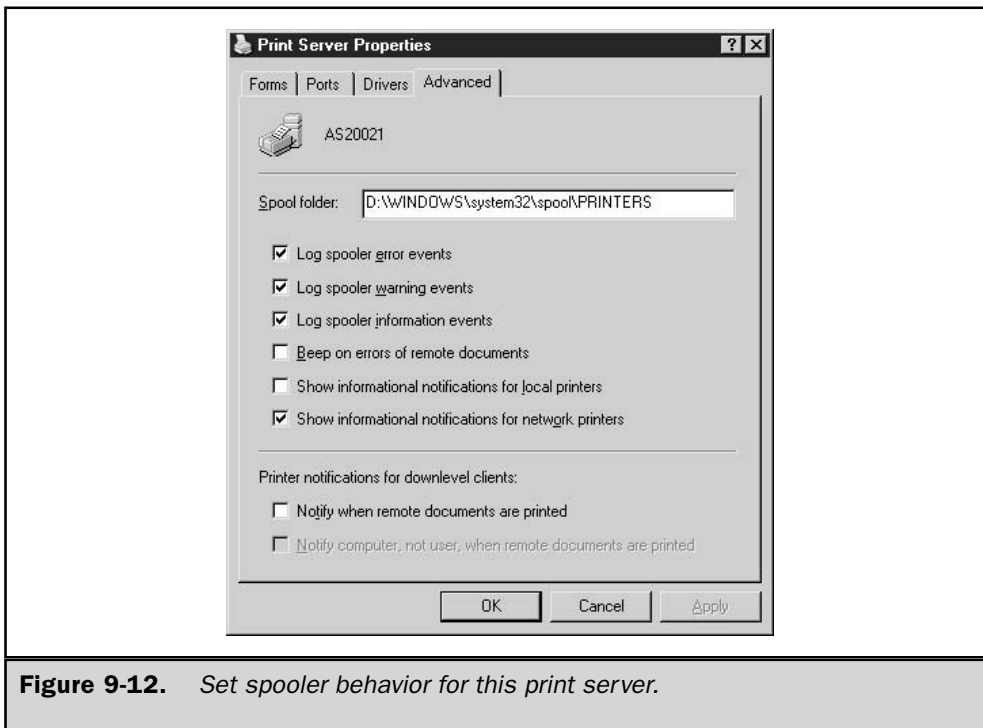 Print Server Properties
Forms Ports Drivers Advanced
AS20021
Spool folder: D:\WINDOWS\system32\spool\PRINTERS
Log spooler error events
Log spooler warning events
Log spooler information events
Beep on errors of remote documents
Show informational notifications for local printers
Show informational notifications for network printers
Printer notifications for downlevel clients:
Notify when remote documents are printed
Notify computer, not user, when remote documents are printed
OK Cancel Apply
Figure 9-12. Set spooler behavior for this print server.